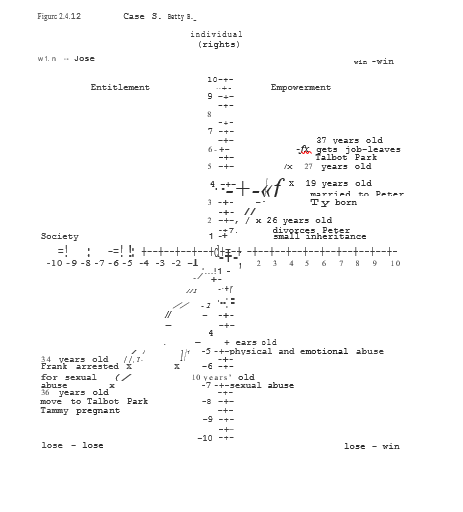 Figure 2.4.12 Case S. Betty B.
individual
(rights)
win - Jose
win -win
Entitlement Empowerment
10
9
8
7
37 years old
6 gets job-leaves
Talbot Park
5 /x 27 years old
4 x 19 years old
married to Peter
3 Ty born
2 / x 26 years old
divorces Peter
Society 1 small inheritance
-10 -9 -8 -7 -6 -5 -4 -3 -2 -1 1 2 3 4 5 6 7 8 9 10
4
ears old
-5 physical and emotional abuse
34 years old
Frank arrested x x -6
for sexual 10 years' old
abuse x -7 sexual abuse
36 years old
move to Talbot Park -8
Tammy pregnant
-9
-10
lose - lose lose - win